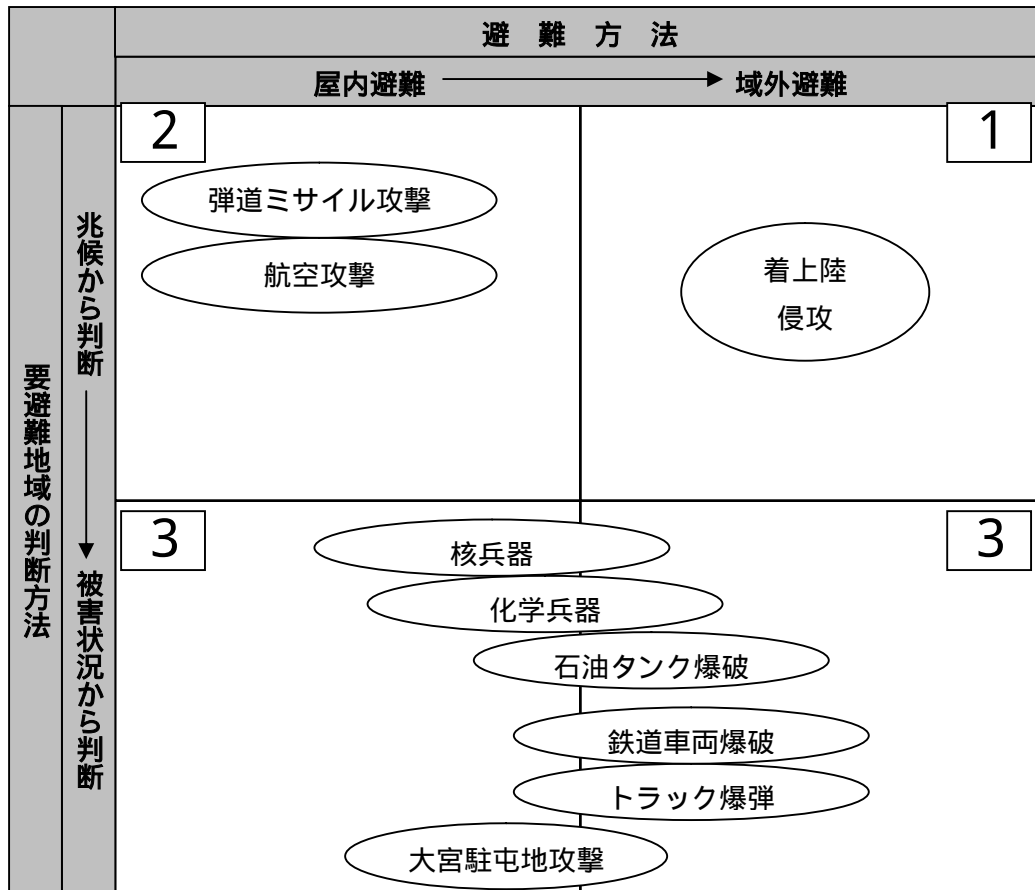 避 難 方 法
屋内避難
域外避難
要避難地域の判断方法
兆候から判断
被害状況から判断
2
弾道ミサイル攻撃
航空攻撃
1
着上陸
侵攻
3
3
核兵器
化学兵器
石油タンク爆破
鉄道車両爆破
トラック爆弾
大宮駐屯地攻撃